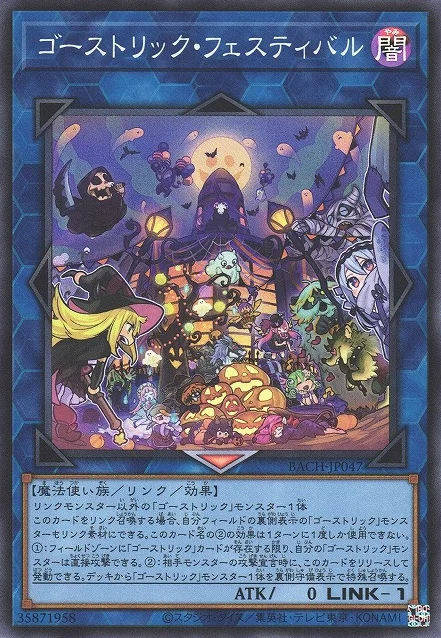 ゴーストリック・フェスティバル
闇
BACH-JP047
【魔法使い族／リンク／効果】
リンクモンスター以外の「ゴーストリック」モンスター1体
このカードをリンク召喚する場合、自分フィールドの裏側表示の「ゴーストリック」モンス
ターもリンク素材にできる。このカード名の②の効果は1ターンに1度しか使用できない。
①：フィールドゾーンに「ゴーストリック」カードが存在する限り、自分の「ゴーストリック」モンス
ターは直接攻撃できる。②：相手モンスターの攻撃宣言時に、このカードをリリースして
発動できる。デッキから「ゴーストリック」モンスター1体を裏側守備表示で特殊召喚する。
ATK/ 0 LINK-1
35871958 ©スタジオ・ダイス／集英社・テレビ東京・KONAMI